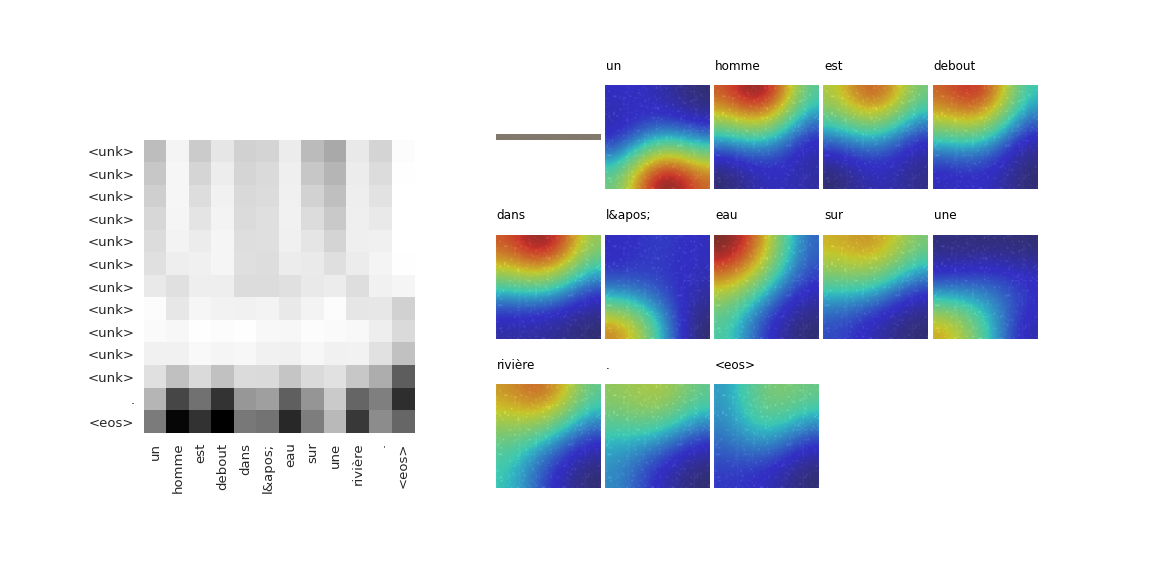 <unk>
<unk>
<unk>
<unk>
<unk>
<unk>
<unk>
<unk>
<unk>
<unk>
<unk>
.
<eos>
un homme est debout dans l&apos; eau sur une rivière . <eos>
un homme est debout
dans l&apos; eau sur une
rivière . <eos>